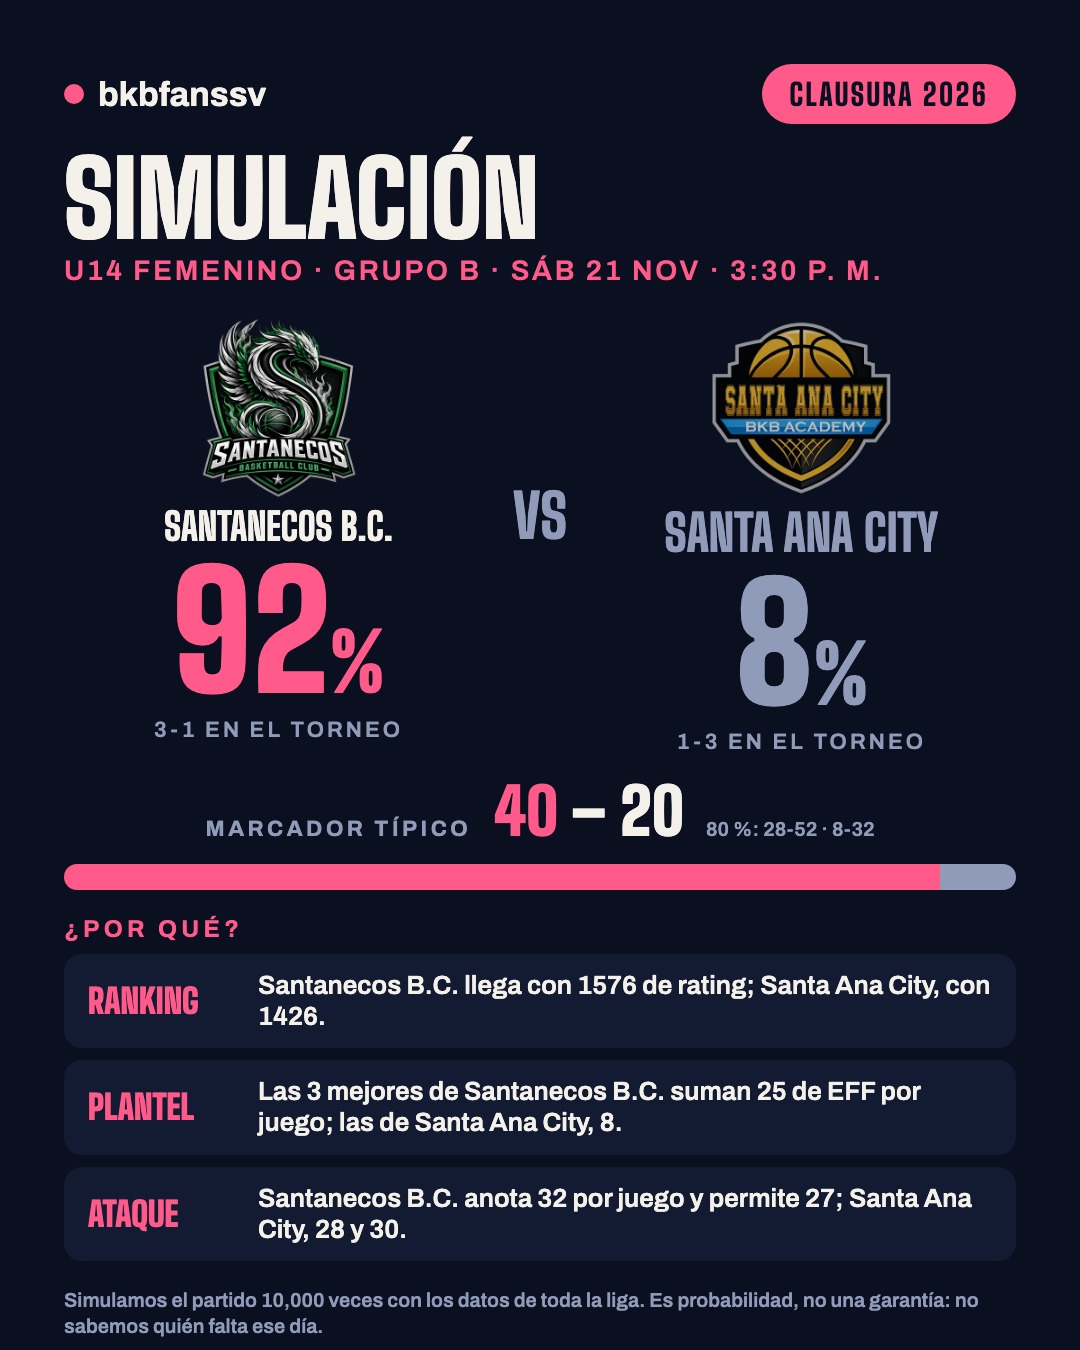 bkbfanssv
CLAUSURA 2026
SIMULACIÓN
U14 FEMENINO · GRUPO B · SÁB 21 NOV · 3:30 P. M.
SANTANECOS
BASKETBALL CLUB
SANTA ANA CITY
BKB ACADEMY
SANTANECOS B.C.
VS
SANTA ANA CITY
92%
8%
3-1 EN EL TORNEO
1-3 EN EL TORNEO
MARCADOR TÍPICO 40 – 20 80 %: 28-52 · 8-32
¿POR QUÉ?
RANKING
Santanecos B.C. llega con 1576 de rating; Santa Ana City, con
1426.
PLANTEL
Las 3 mejores de Santanecos B.C. suman 25 de EFF por
juego; las de Santa Ana City, 8.
ATAQUE
Santanecos B.C. anota 32 por juego y permite 27; Santa Ana
City, 28 y 30.
Simulamos el partido 10,000 veces con los datos de toda la liga. Es probabilidad, no una garantía: no
sabemos quién falta ese día.